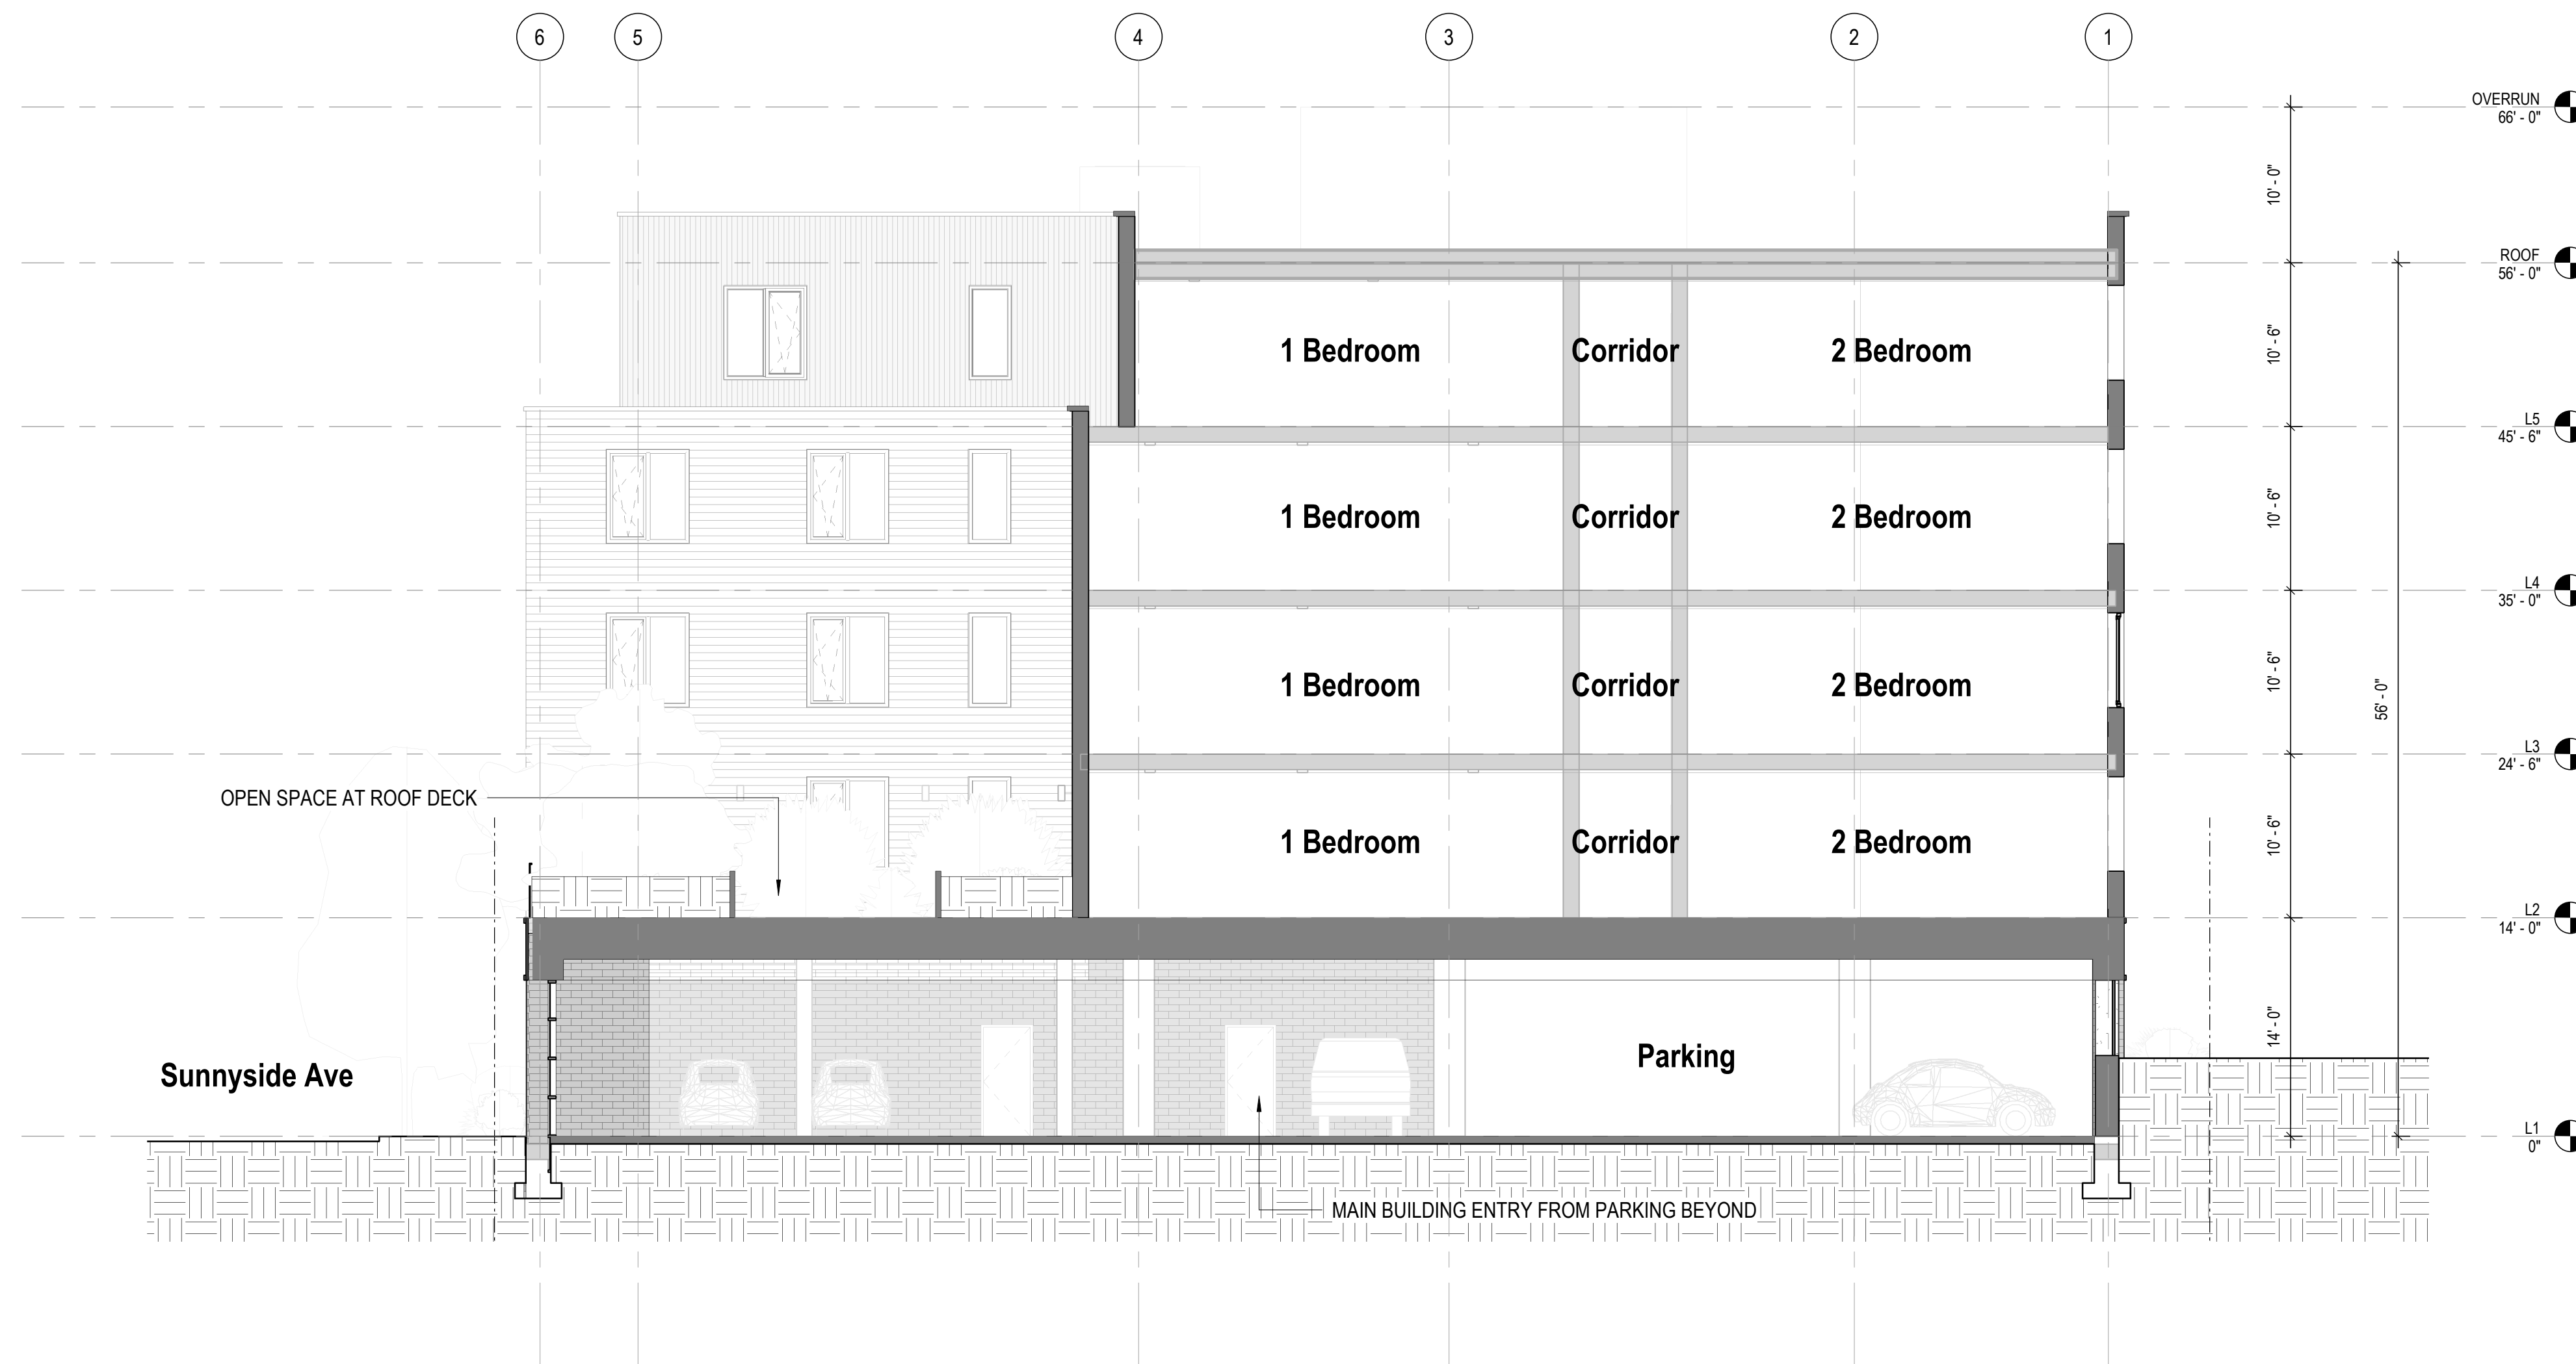 6 5 4 3 2 1
OVERRUN
66' - 0"
10' - 0"
ROOF
56' - 0"
1 Bedroom Corridor 2 Bedroom
10' - 6"
L5
45' - 6"
1 Bedroom Corridor 2 Bedroom
10' - 6"
L4
35' - 0"
1 Bedroom Corridor 2 Bedroom
10' - 6"
56' - 0"
L3
24' - 6"
OPEN SPACE AT ROOF DECK
1 Bedroom Corridor 2 Bedroom
10' - 6"
L2
14' - 0"
14' - 0"
Sunnyside Ave
Parking
L1
0"
MAIN BUILDING ENTRY FROM PARKING BEYOND